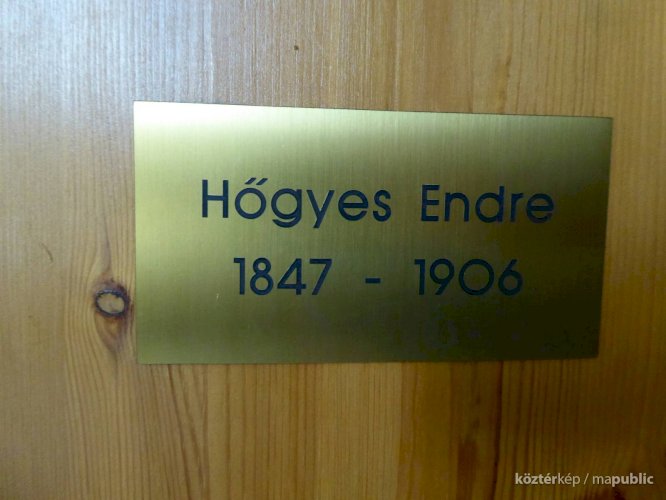 Hőgyes Endre
1847 - 1906
köztérkép / mapublic